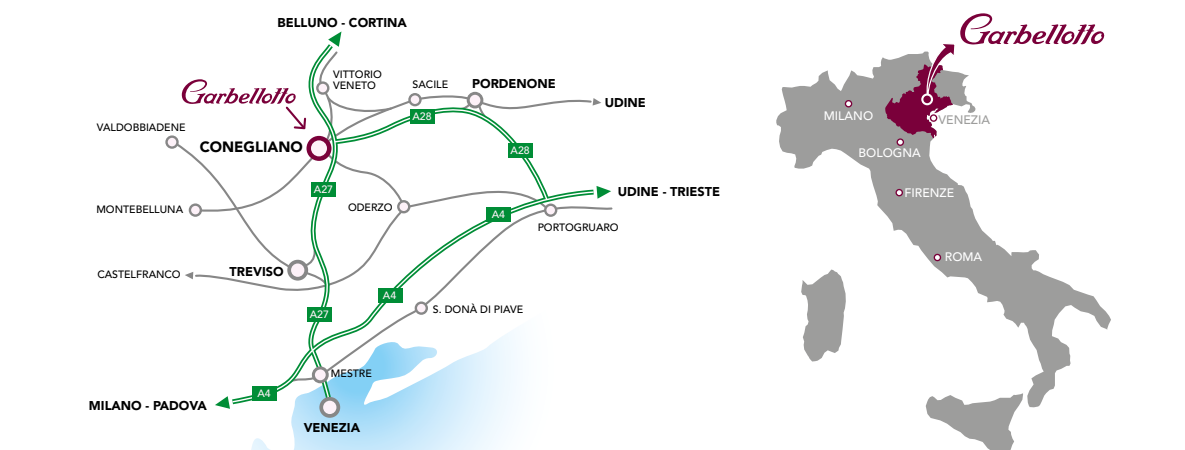 BELLUNO - CORTINA
VITTORIO
VENETO
SACILE
PORDENONE
UDINE
Garbellotto
A28
VALDOBBIADENE
CONEGLIANO
A28
A27
UDINE - TRIESTE
MONTEBELLUNA
ODERZO
A4
PORTOGRUARO
CASTELFRANCO
TREVISO
A4
A27
S. DONÀ DI PIAVE
MESTRE
A4
MILANO - PADOVA
VENEZIA
Garbellotto
MILANO
VENEZIA
BOLOGNA
FIRENZE
ROMA